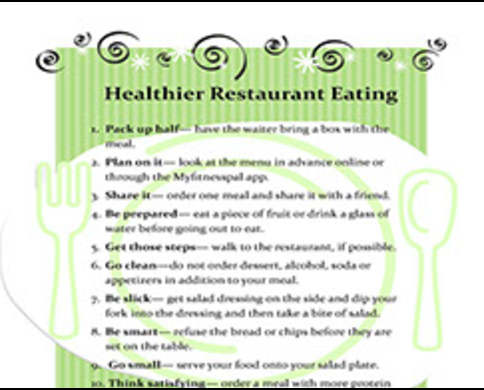 Healthier Restaurant Eating
1. Pack up half— have the waiter bring a box with the
meal.
2. Plan on it— look at the menu in advance online or
through the Myfitnesspal app.
3. Share it— order one meal and share it with a friend.
4. Be prepared— eat a piece of fruit or drink a glass of
water before going out to eat.
5. Get those steps— walk to the restaurant, if possible.
6. Go clean—do not order dessert, alcohol, soda or
appetizers in addition to your meal.
7. Be slick— get salad dressing on the side and dip your
fork into the dressing and then take a bite of salad.
8. Be smart— refuse the bread or chips before they are
set on the table.
9. Go small— serve your food onto your salad plate.
10. Think satisfying— order a meal with more protein